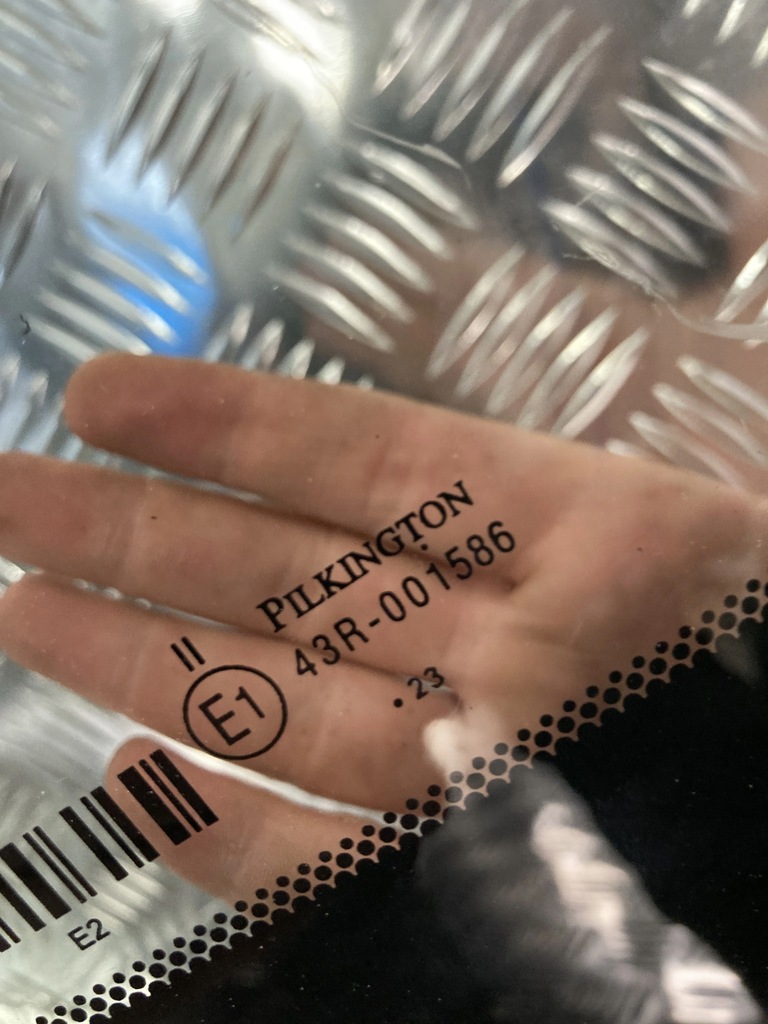 PILKINGTON
43R-001586
II
E1
. 23
E2